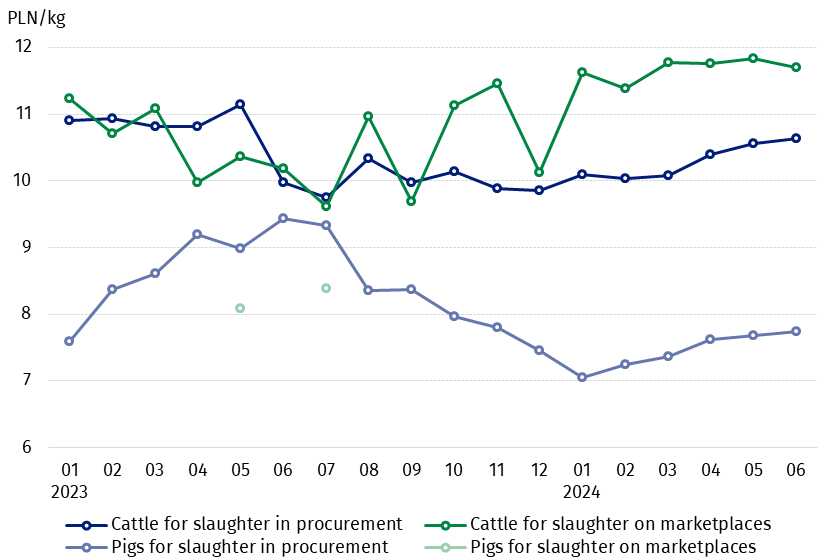 PLN/kg
12
11
10
9
8
7
6
01 02 03 04 05 06 07 08 09 10 11 12 01 02 03 04 05 06
2023 2024
Cattle for slaughter in procurement Cattle for slaughter on marketplaces
Pigs for slaughter in procurement Pigs for slaughter on marketplaces